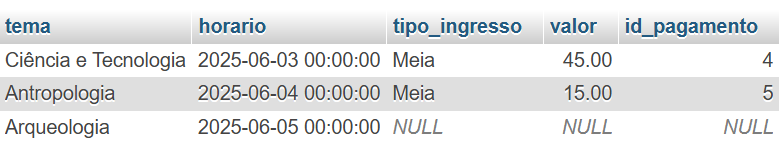 tema horario tipo_ingresso valor id_pagamento
Ciência e Tecnologia 2025-06-03 00:00:00 Meia 45.00 4
Antropologia 2025-06-04 00:00:00 Meia 15.00 5
Arqueologia 2025-06-05 00:00:00 NULL NULL NULL